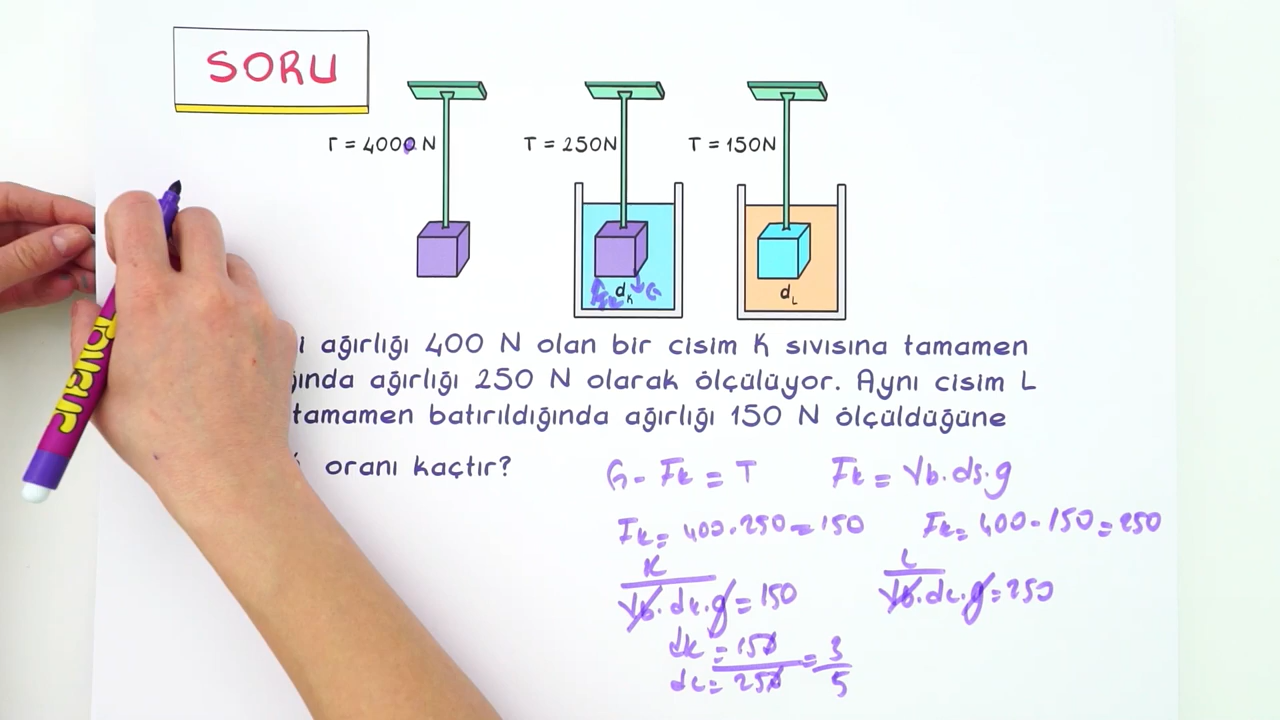 SORU
T = 4000 N
T = 250N
T = 150N
dK
G
dL
ağırlığı 400 N olan bir cisim K sıvısına tamamen
ağırlığı 250 N olarak ölçülüyor. Aynı cisim L
tamamen batırıldığında ağırlığı 150 N ölçüldüğüne
oranı kaçtır?
G - Fk = T
Fk = Vb.ds.g
Fk = 400-250=150
Fk= 400-150=250
K
L
Vb.dk.g=150
Vb.dL.g=250
dk = 150 = 3
dL = 250 5